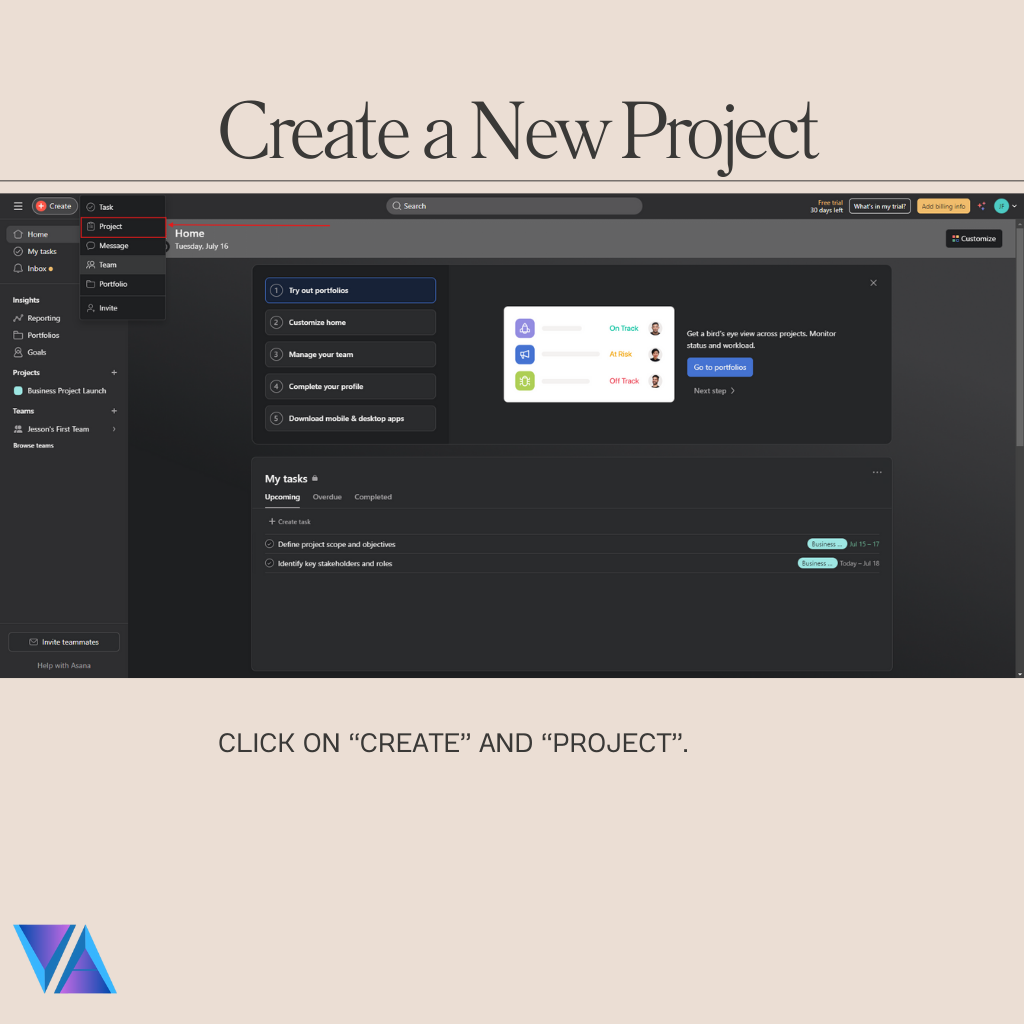 Create a New Project
Create
Task
Project
Message
Team
Portfolio
Invite
Search
Free trial
30 days left
What's in my trial?
Add billing info
JF
Home
My tasks
Inbox
Insights
Reporting
Portfolios
Goals
Projects
Business Project Launch
Teams
Jesson's First Team
Browse teams
Invite teammates
Help with Asana
Home
Tuesday, July 16
Customize
1 Try out portfolios
2 Customize home
3 Manage your team
4 Complete your profile
5 Download mobile & desktop apps
On Track
At Risk
Off Track
Get a bird's eye view across projects. Monitor
status and workload.
Go to portfolios
Next step
My tasks
Upcoming Overdue Completed
Create task
Define project scope and objectives Business ... Jul 15 – 17
Identify key stakeholders and roles Business ... Today – Jul 18
CLICK ON “CREATE” AND “PROJECT”.
VA